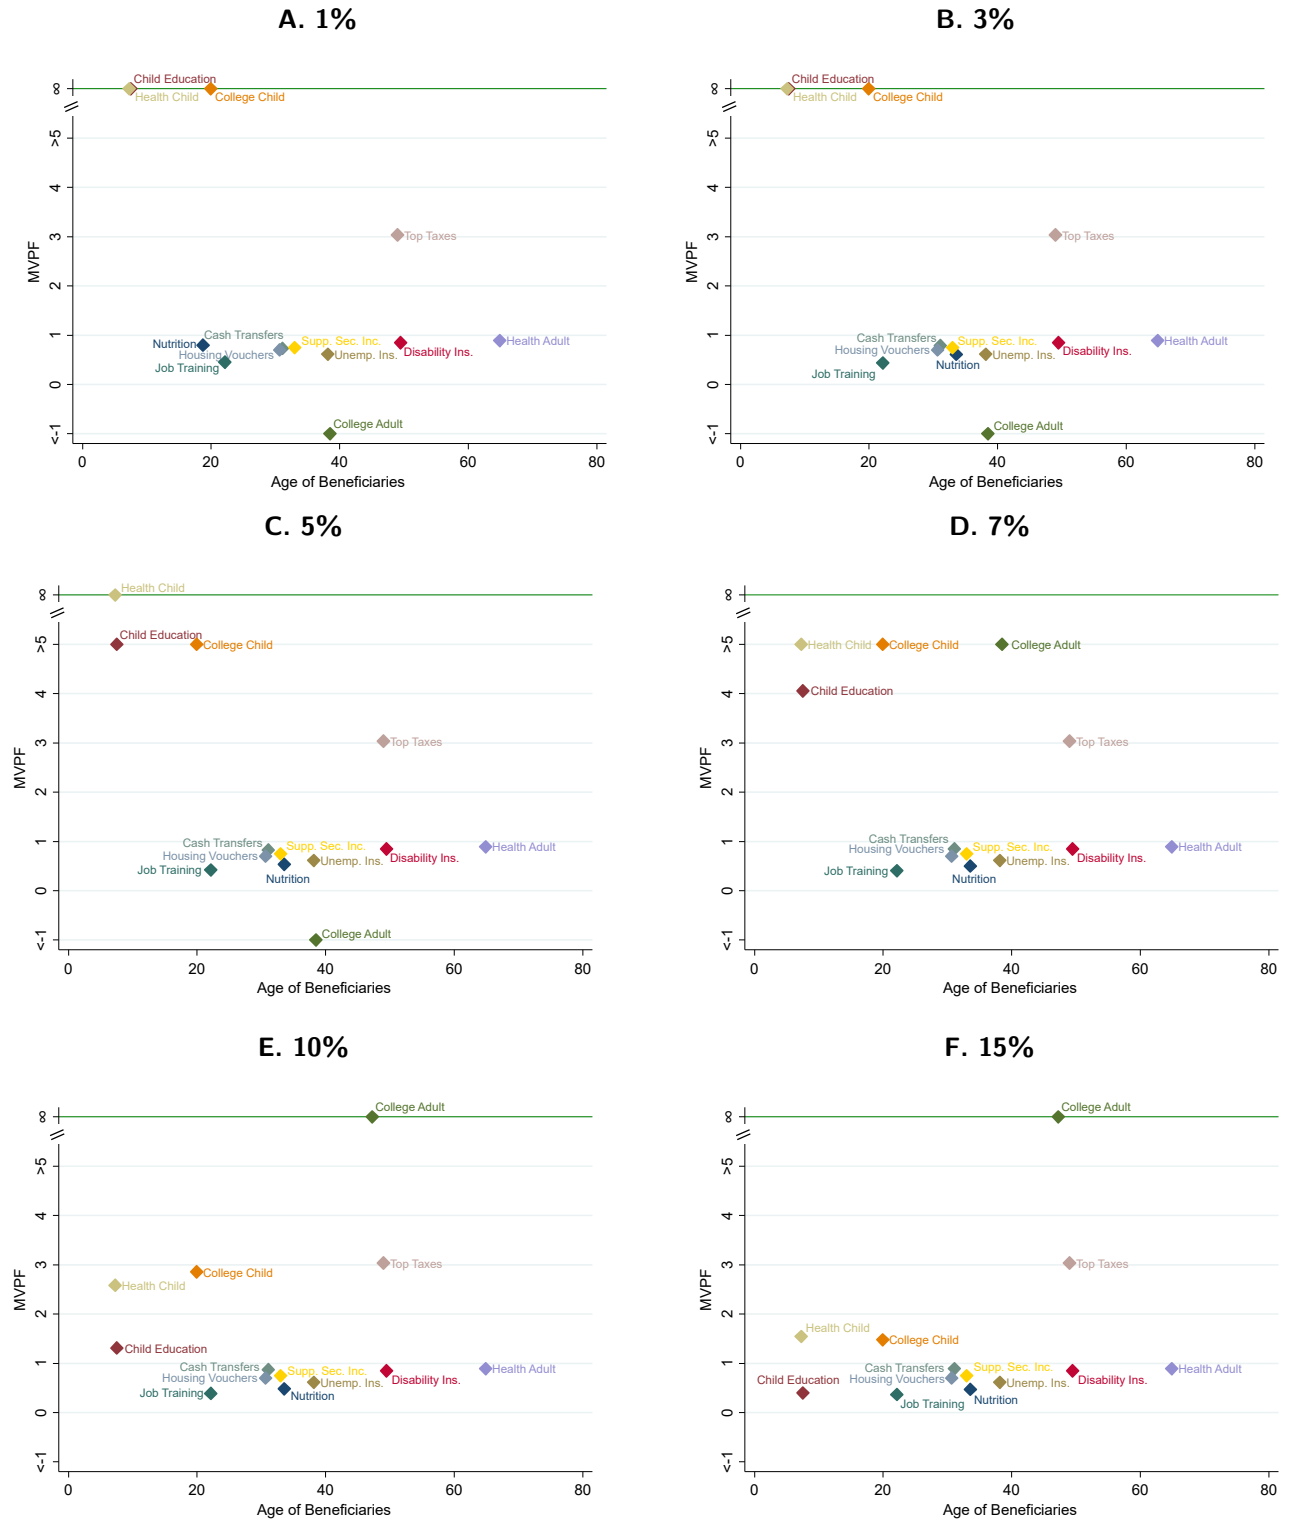 A. 1%
∞
>5
4
3
2
1
0
<-1
MVPF
Child Education
Health Child
College Child
Top Taxes
Cash Transfers
Nutrition
Supp. Sec. Inc.
Health Adult
Housing Vouchers
Unemp. Ins.
Disability Ins.
Job Training
College Adult
0 20 40 60 80
Age of Beneficiaries
B. 3%
∞
>5
4
3
2
1
0
<-1
MVPF
Child Education
Health Child
College Child
Top Taxes
Cash Transfers
Supp. Sec. Inc.
Health Adult
Housing Vouchers
Unemp. Ins.
Disability Ins.
Nutrition
Job Training
College Adult
0 20 40 60 80
Age of Beneficiaries
C. 5%
∞
>5
4
3
2
1
0
<-1
MVPF
Health Child
Child Education
College Child
Top Taxes
Cash Transfers
Supp. Sec. Inc.
Health Adult
Housing Vouchers
Unemp. Ins.
Disability Ins.
Job Training
Nutrition
College Adult
0 20 40 60 80
Age of Beneficiaries
D. 7%
∞
>5
4
3
2
1
0
<-1
MVPF
Health Child
College Child
College Adult
Child Education
Top Taxes
Cash Transfers
Supp. Sec. Inc.
Health Adult
Housing Vouchers
Unemp. Ins.
Disability Ins.
Job Training
Nutrition
0 20 40 60 80
Age of Beneficiaries
E. 10%
∞
>5
4
3
2
1
0
<-1
MVPF
College Adult
Top Taxes
College Child
Health Child
Child Education
Cash Transfers
Supp. Sec. Inc.
Health Adult
Housing Vouchers
Unemp. Ins.
Disability Ins.
Job Training
Nutrition
0 20 40 60 80
Age of Beneficiaries
F. 15%
∞
>5
4
3
2
1
0
<-1
MVPF
College Adult
Top Taxes
Health Child
College Child
Cash Transfers
Supp. Sec. Inc.
Health Adult
Child Education
Housing Vouchers
Unemp. Ins.
Disability Ins.
Job Training
Nutrition
0 20 40 60 80
Age of Beneficiaries